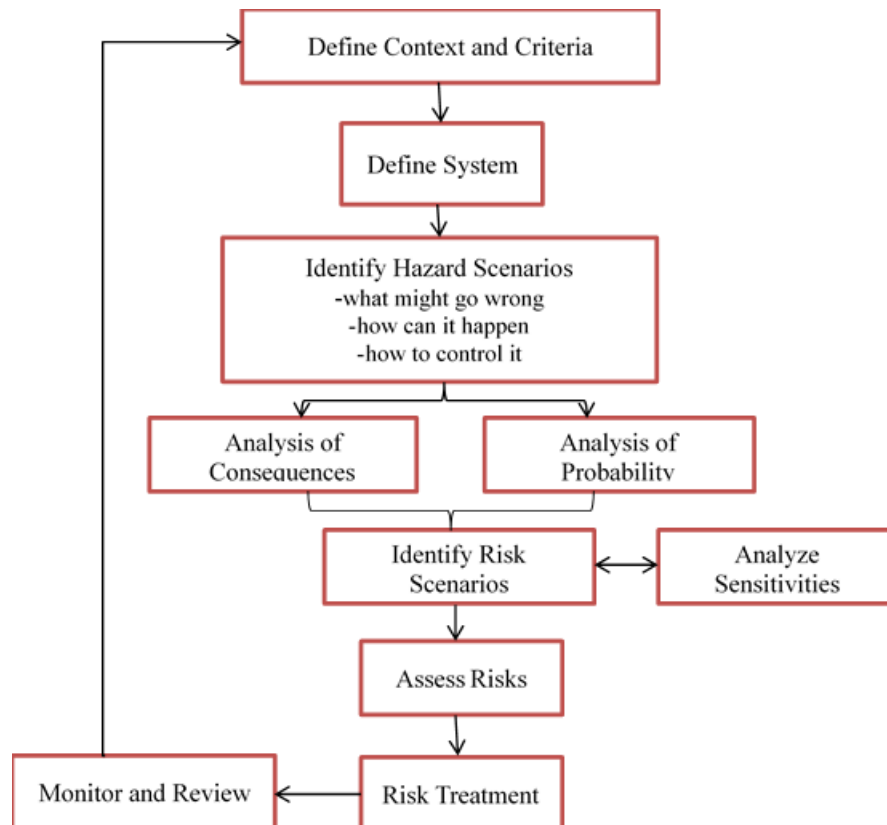 Define Context and Criteria
Define System
Identify Hazard Scenarios
-what might go wrong
-how can it happen
-how to control it
Analysis of
Consequences
Analysis of
Probability
Identify Risk
Scenarios
Analyze
Sensitivities
Assess Risks
Monitor and Review
Risk Treatment